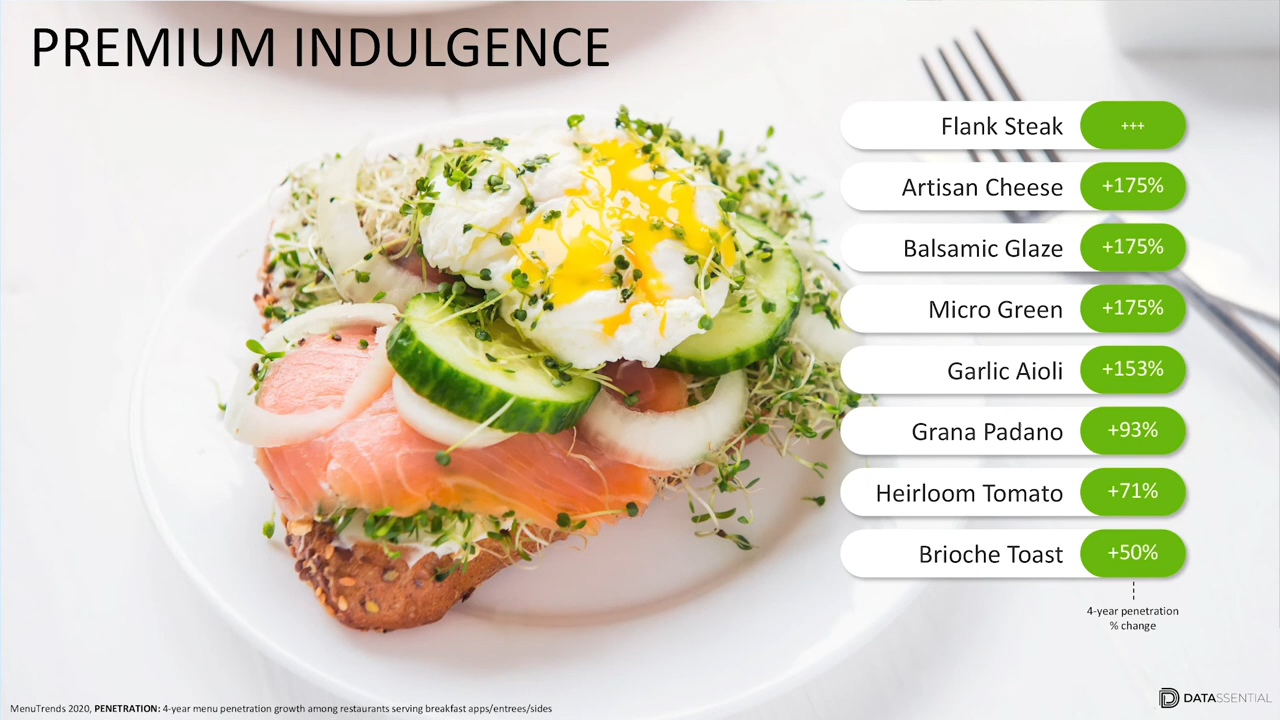 PREMIUM INDULGENCE
Flank Steak +++
Artisan Cheese +175%
Balsamic Glaze +175%
Micro Green +175%
Garlic Aioli +153%
Grana Padano +93%
Heirloom Tomato +71%
Brioche Toast +50%
4-year penetration
% change
MenuTrends 2020, PENETRATION: 4-year menu penetration growth among restaurants serving breakfast apps/entrees/sides
DATASSENTIAL